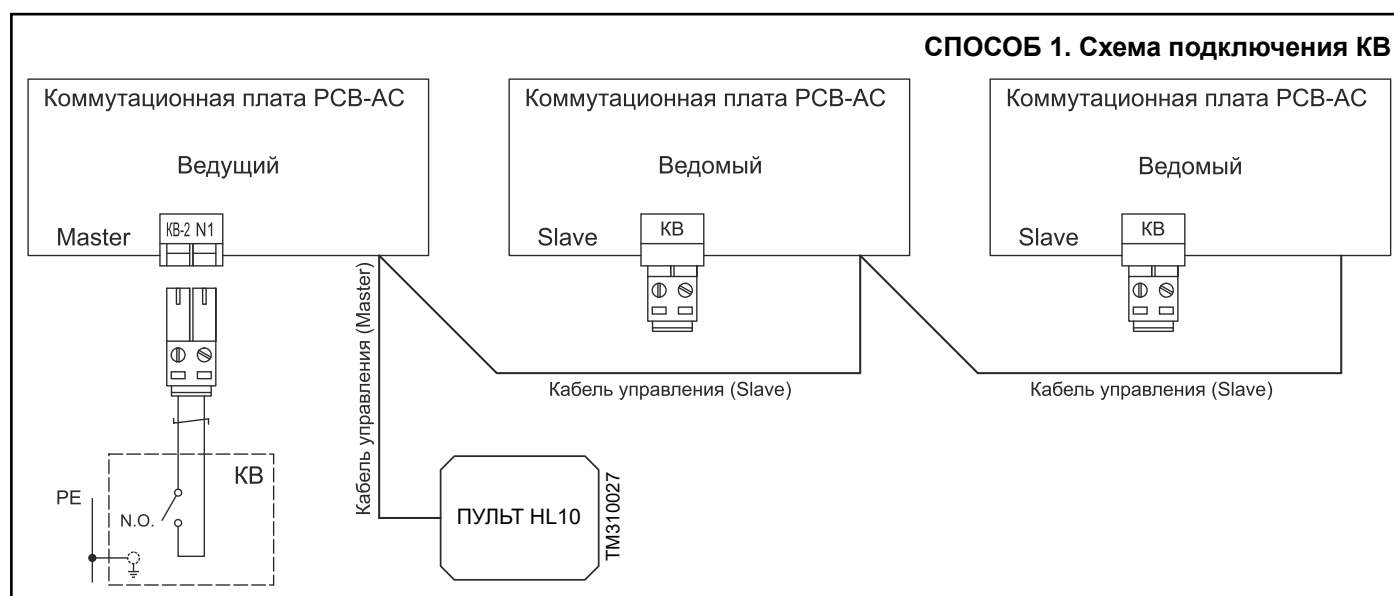 СПОСОБ 1. Схема подключения КВ
Коммутационная плата PCB-AC
Ведущий
Master
КВ-2 N1
Коммутационная плата PCB-AC
Ведомый
Slave
КВ
Коммутационная плата PCB-AC
Ведомый
Slave
КВ
Кабель управления (Master)
Кабель управления (Slave)
Кабель управления (Slave)
КВ
PE
N.O.
ПУЛЬТ HL10
TM310027